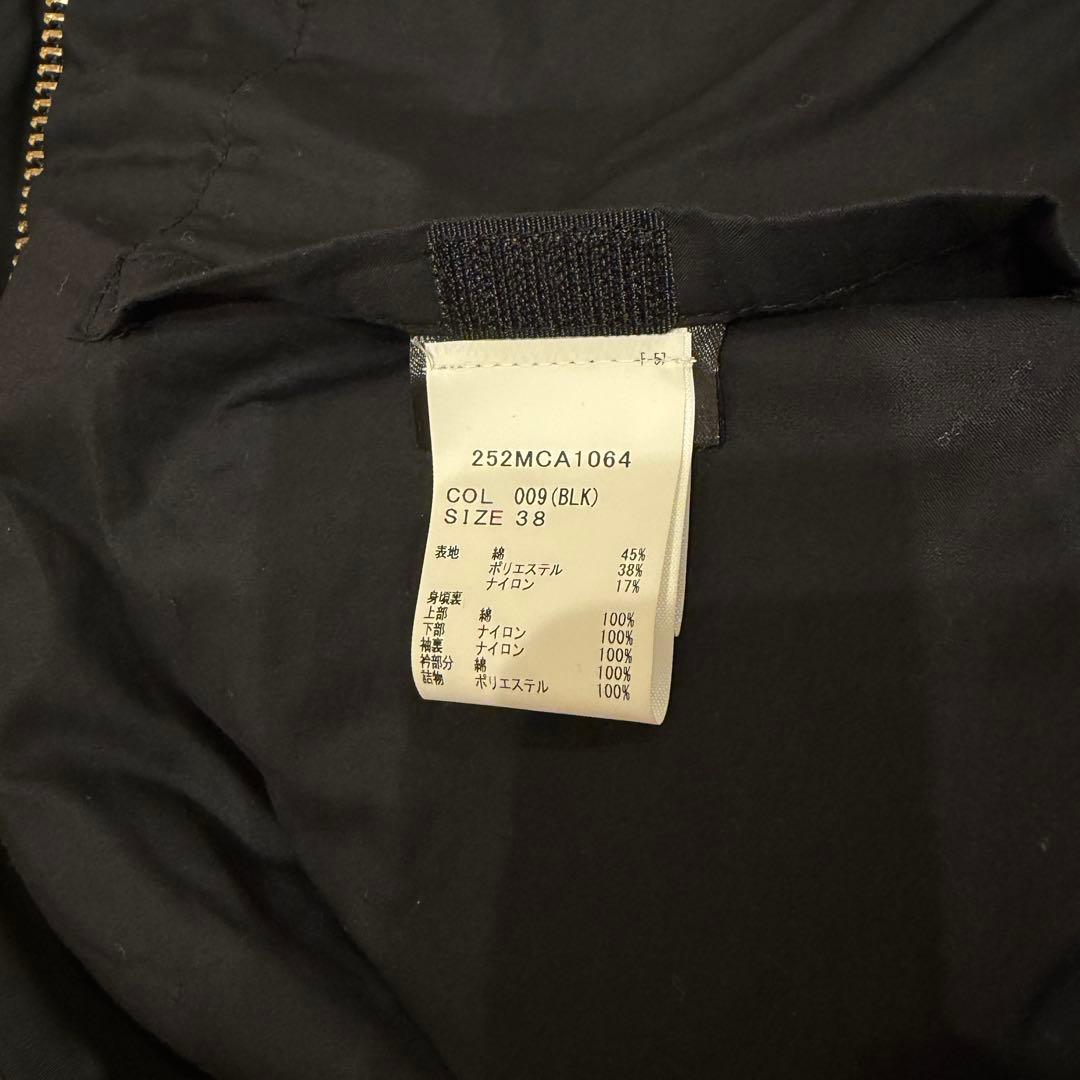 F-57
252MCA1064
COL 009(BLK)
SIZE 38
表地 綿 45%
ポリエステル 38%
ナイロン 17%
身頃裏
上部 綿 100%
下部 ナイロン 100%
袖裏 ナイロン 100%
衿部分 綿 100%
詰物 ポリエステル 100%